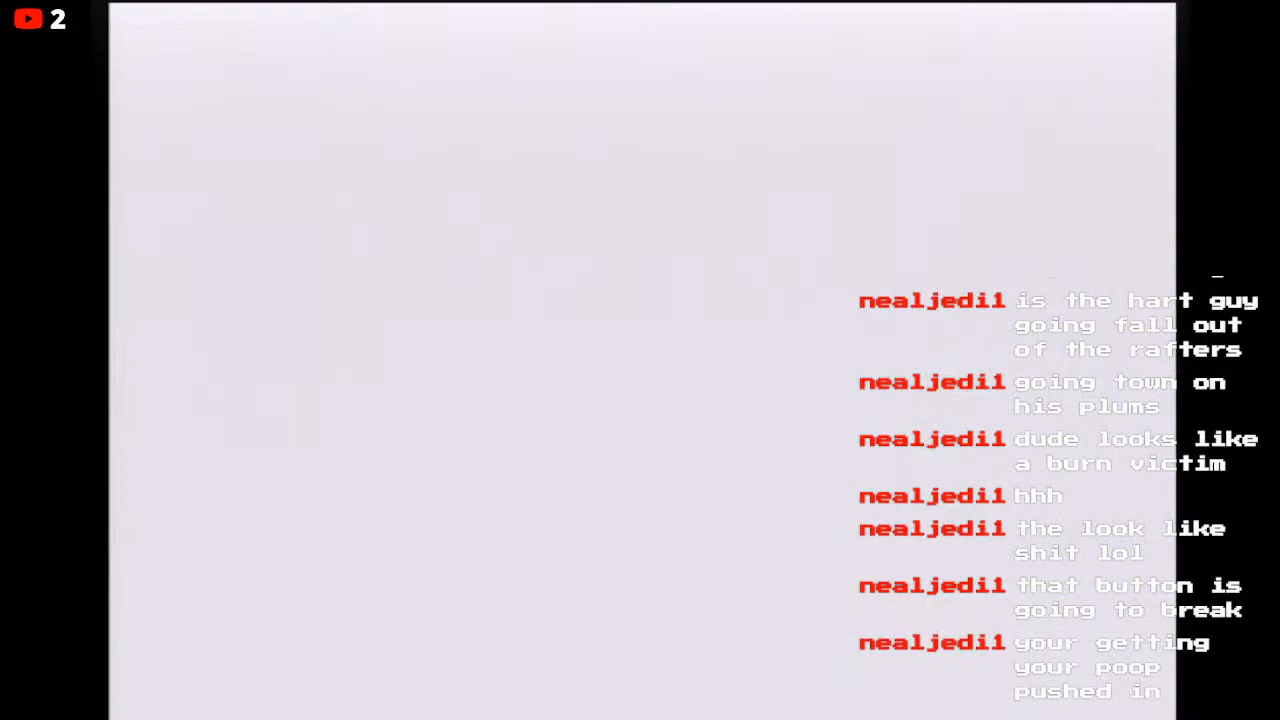 2
nealjedi1 is the hart guy
going fall out
of the rafters
nealjedi1 going town on
his plums
nealjedi1 dude looks like
a burn victim
nealjedi1 hhh
nealjedi1 the look like
shit lol
nealjedi1 that button is
going to break
nealjedi1 your getting
your poop
pushed in